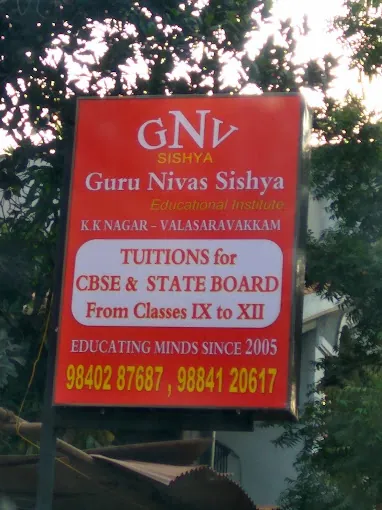 GNV
SISHYA
Guru Nivas Sishya
Educational Institute
K.K NAGAR - VALASARAVAKKAM
TUITIONS for
CBSE & STATE BOARD
From Classes IX to XII
EDUCATING MINDS SINCE 2005
98402 87687 , 98841 20617